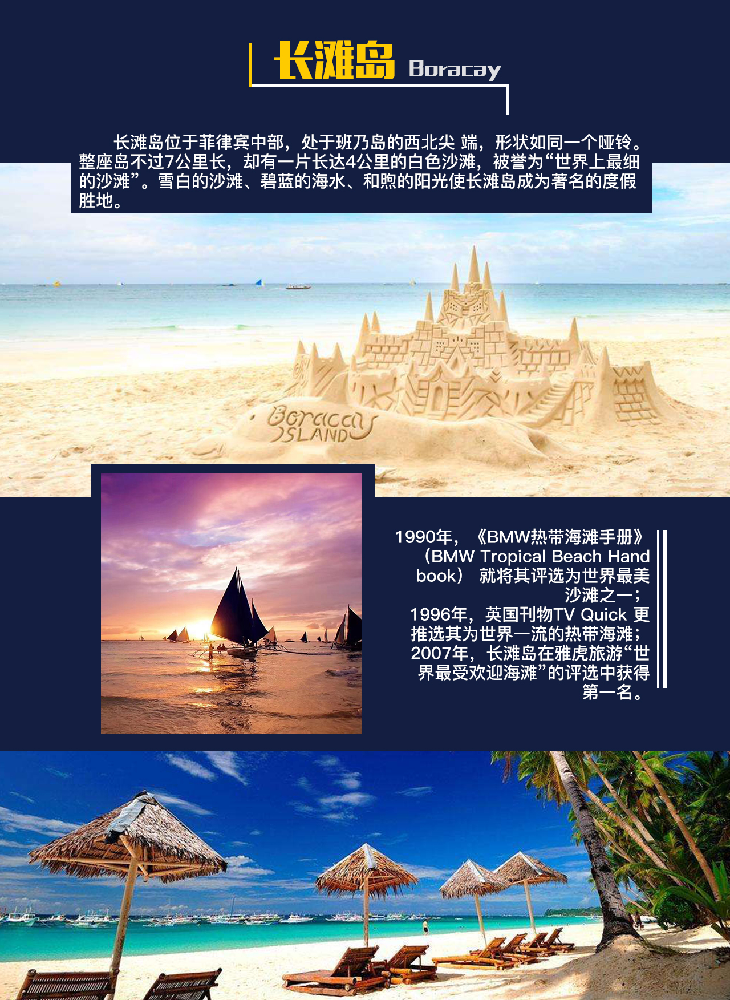 长滩岛 Boracay
长滩岛位于菲律宾中部，处于班乃岛的西北尖 端，形状如同一个哑铃。
整座岛不过7公里长，却有一片长达4公里的白色沙滩，被誉为“世界上最细
的沙滩”。雪白的沙滩、碧蓝的海水、和煦的阳光使长滩岛成为著名的度假
胜地。
Boracay
ISLAND
1990年，《BMW热带海滩手册》
（BMW Tropical Beach Hand
book） 就将其评选为世界最美
沙滩之一；
1996年，英国刊物TV Quick 更
推选其为世界一流的热带海滩；
2007年，长滩岛在雅虎旅游“世
界最受欢迎海滩”的评选中获得
第一名。